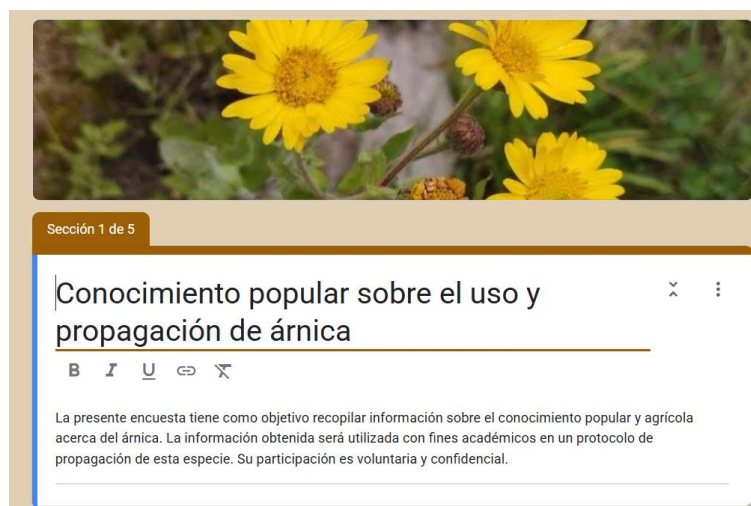 Sección 1 de 5
Conocimiento popular sobre el uso y
propagación de árnica
B I U
La presente encuesta tiene como objetivo recopilar información sobre el conocimiento popular y agrícola
acerca del árnica. La información obtenida será utilizada con fines académicos en un protocolo de
propagación de esta especie. Su participación es voluntaria y confidencial.